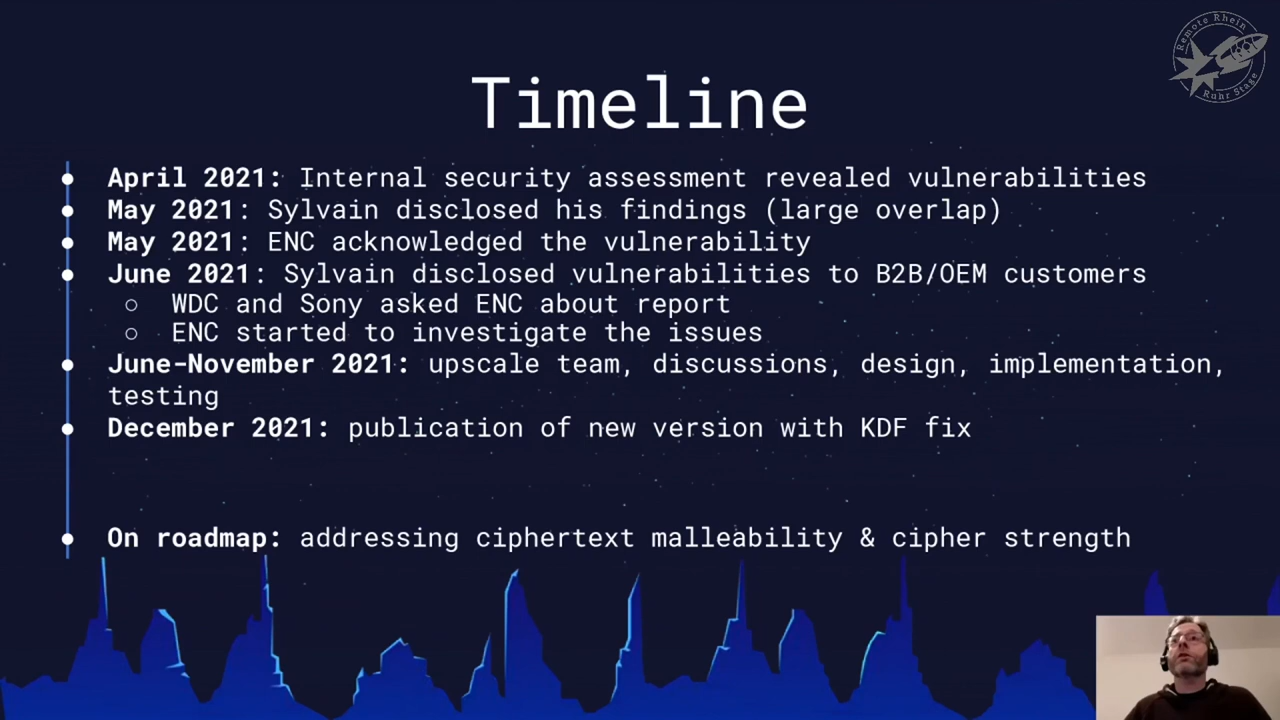 Remote Rhein
Ruhr Stage
Timeline
● April 2021: Internal security assessment revealed vulnerabilities
● May 2021: Sylvain disclosed his findings (large overlap)
● May 2021: ENC acknowledged the vulnerability
● June 2021: Sylvain disclosed vulnerabilities to B2B/OEM customers
○ WDC and Sony asked ENC about report
○ ENC started to investigate the issues
● June-November 2021: upscale team, discussions, design, implementation,
testing
● December 2021: publication of new version with KDF fix
● On roadmap: addressing ciphertext malleability & cipher strength